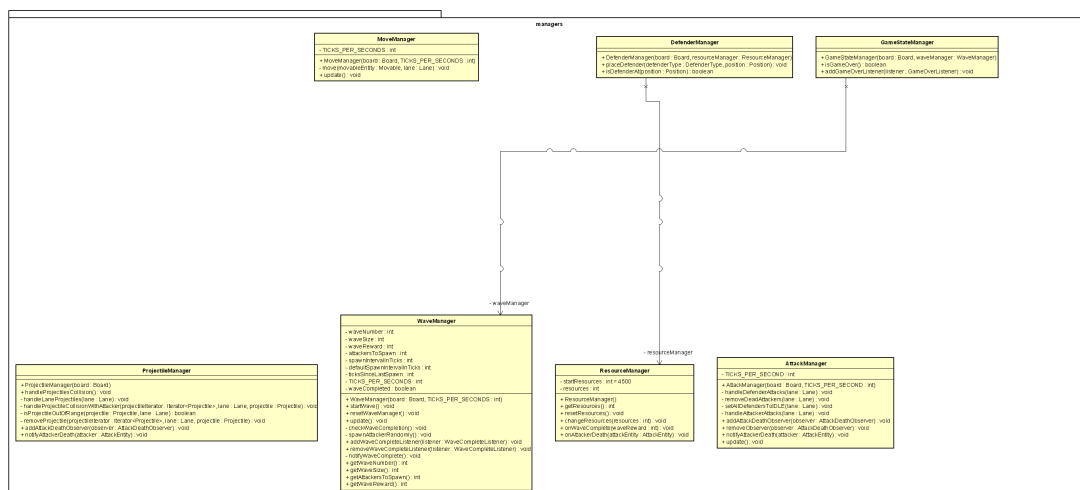 managers
MoveManager
- TICKS_PER_SECONDS : int
+ MoveManager(board : Board, TICKS_PER_SECONDS : int)
- move(movableEntity : Movable, lane : Lane) : void
+ update() : void
DefenderManager
+ DefenderManager(board : Board, resourceManager : ResourceManager)
+ placeDefender(defenderType : DefenderType, position : Position) : void
+ isDefenderAt(position : Position) : boolean
GameStateManager
+ GameStateManager(board : Board, waveManager : WaveManager)
+ isGameOver() : boolean
+ addGameOverListener(listener : GameOverListener) : void
- waveManager
- resourceManager
ProjectileManager
+ ProjectileManager(board : Board)
+ handleProjectilesCollision() : void
- handleLaneProjectiles(lane : Lane) : void
- handleProjectileCollisionWithAttacker(projectileIterator : Iterator<Projectile>, lane : Lane, projectile : Projectile) : void
- isProjectileOutOfRange(projectile : Projectile, lane : Lane) : boolean
- removeProjectile(projectileIterator : Iterator<Projectile>, lane : Lane, projectile : Projectile) : void
+ addAttackDeathObserver(observer : AttackDeathObserver) : void
+ notifyAttackerDeath(attacker : AttackEntity) : void
WaveManager
- waveNumber : int
- waveSize : int
- waveReward : int
- attackersToSpawn : int
- spawnIntervalInTicks : int
- defaultSpawnIntervalInTicks : int
- ticksSinceLastSpawn : int
- TICKS_PER_SECONDS : int
- waveCompleted : boolean
+ WaveManager(board : Board, TICKS_PER_SECONDS : int)
+ startWave() : void
+ resetWaveManager() : void
+ update() : void
- checkWaveCompletion() : void
- spawnAttackerRandomly() : void
+ addWaveCompleteListener(listener : WaveCompleteListener) : void
+ removeWaveCompleteListener(listener : WaveCompleteListener) : void
- notifyWaveComplete() : void
+ getWaveNumber() : int
+ getWaveSize() : int
+ getAttackersToSpawn() : int
+ getWaveReward() : int
ResourceManager
- startResources : int = 4500
- resources : int
+ ResourceManager()
+ getResources() : int
+ resetResources() : void
+ changeResources(resources : int) : void
+ onWaveComplete(waveReward : int) : void
+ onAttackerDeath(attackEntity : AttackEntity) : void
AttackManager
- TICKS_PER_SECOND : int
+ AttackManager(board : Board, TICKS_PER_SECOND : int)
- handleDefenderAttacks(lane : Lane) : void
- removeDeadAttackers(lane : Lane) : void
- setAllDefendersToIDLE(lane : Lane) : void
- handleAttackerAttacks(lane : Lane) : void
+ addAttackDeathObserver(observer : AttackDeathObserver) : void
+ removeObserver(observer : AttackDeathObserver) : void
+ notifyAttackerDeath(attacker : AttackEntity) : void
+ update() : void